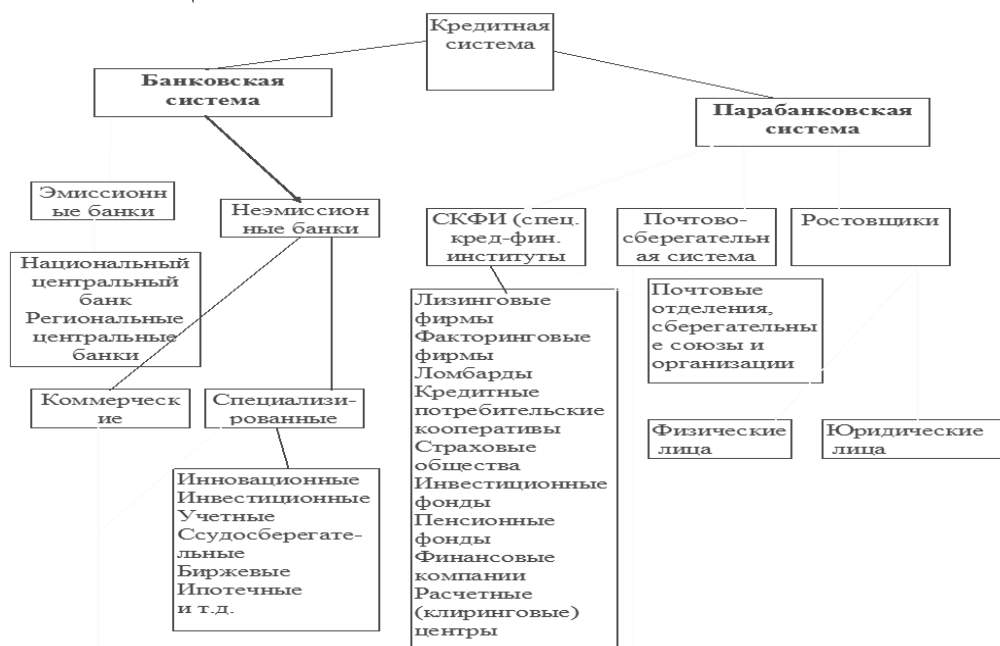 Кредитная
система
Банковская
система
Парабанковская
система
Эмиссионн
ые банки
Неэмиссион
ные банки
СКФИ (спец.
кред-фин.
институты
Почтово-
сберегательн
ая система
Ростовщики
Национальный
центральный
банк
Региональные
центральные
банки
Почтовые
отделения,
сберегательны
е союзы и
организации
Лизинговые
фирмы
Факторинговые
фирмы
Ломбарды
Кредитные
потребительские
кооперативы
Страховые
общества
Инвестиционные
фонды
Пенсионные
фонды
Финансовые
компании
Расчетные
(клиринговые)
центры
Коммерческ
ие
Специализи-
рованные
Физические
лица
Юридические
лица
Инновационные
Инвестиционные
Учетные
Ссудосберегате-
льные
Биржевые
Ипотечные
и т.д.